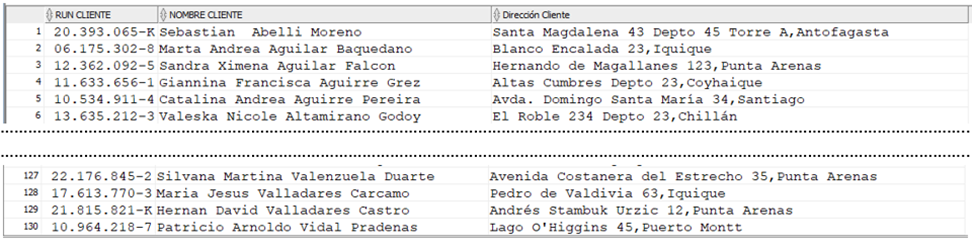 RUN CLIENTE NOMBRE CLIENTE Dirección Cliente
1 20.393.065-K Sebastian  Abelli Moreno Santa Magdalena 43 Depto 45 Torre A,Antofagasta
2 06.175.302-8 Marta Andrea Aguilar Baquedano Blanco Encalada 23,Iquique
3 12.362.092-5 Sandra Ximena Aguilar Falcon Hernando de Magallanes 123,Punta Arenas
4 11.633.656-1 Giannina Francisca Aguirre Grez Altas Cumbres Depto 23,Coyhaique
5 10.534.911-4 Catalina Andrea Aguirre Pereira Avda. Domingo Santa María 34,Santiago
6 13.635.212-3 Valeska Nicole Altamirano Godoy El Roble 234 Depto 23,Chillán
127 22.176.845-2 Silvana Martina Valenzuela Duarte Avenida Costanera del Estrecho 35,Punta Arenas
128 17.613.770-3 Maria Jesus Valladares Carcamo Pedro de Valdivia 63,Iquique
129 21.815.821-K Hernan David Valladares Castro Andrés Stambuk Urzic 12,Punta Arenas
130 10.964.218-7 Patricio Arnoldo Vidal Pradenas Lago O'Higgins 45,Puerto Montt